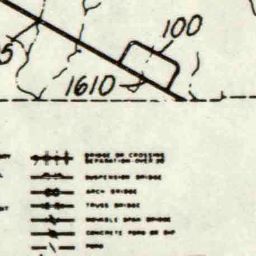 100
5
1610
BRIDGE OR CROSSING
SEPARATION-OVER 20
SUSPENSION BRIDGE
ARCH BRIDGE
TRUSS BRIDGE
MOVABLE SPAN BRIDGE
CONCRETE FORD OR DIP
FORD